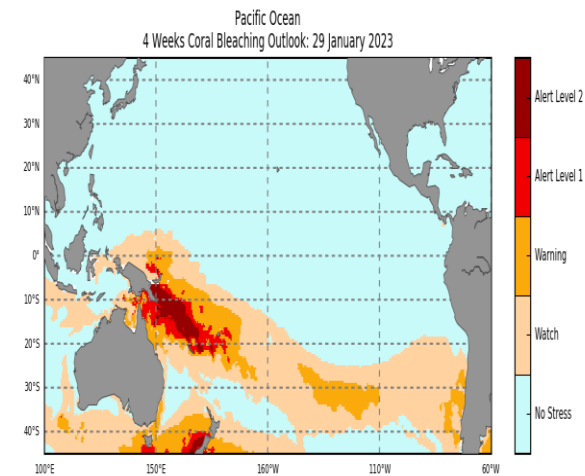 Pacific Ocean
4 Weeks Coral Bleaching Outlook: 29 January 2023
40°N
30°N
20°N
10°N
0°
10°S
20°S
30°S
40°S
100°E
150°E
160°W
110°W
60°W
Alert Level 2
Alert Level 1
Warning
Watch
No Stress